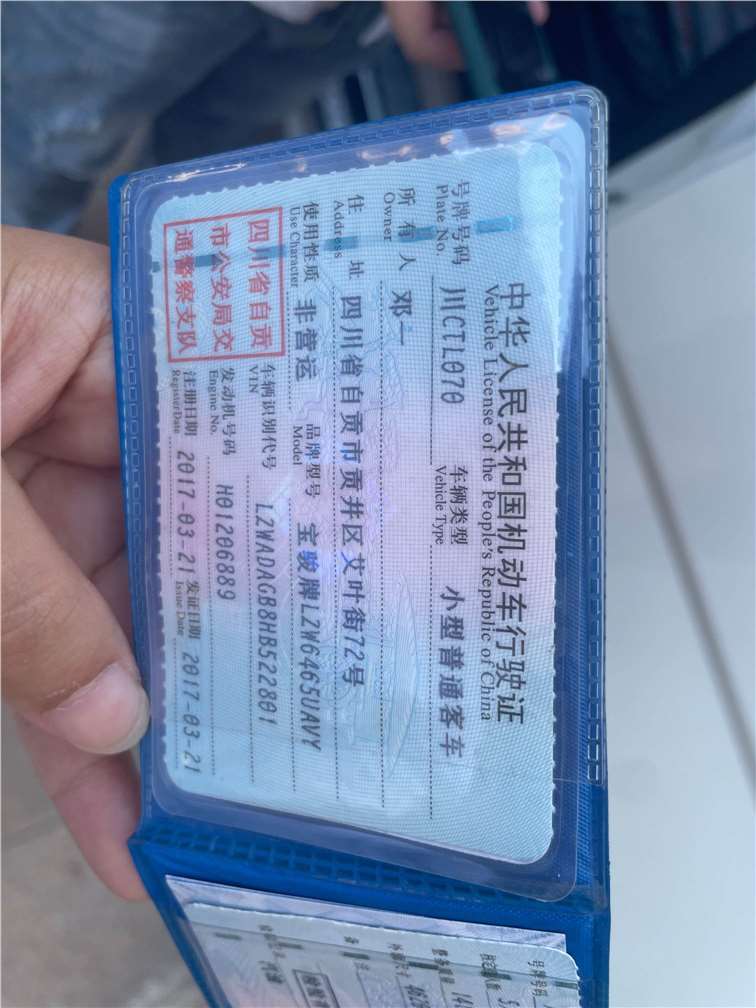 中华人民共和国机动车行驶证
Vehicle License of the People's Republic of China
号牌号码 川CTL070 车辆类型 小型普通客车
Plate No. Vehicle Type
所有人 邓一
Owner
住址 四川省自贡市贡井区艾叶街72号
Address
使用性质 非营运 品牌型号 宝骏牌LZW6465UAVY
Use Character Model
四川省自贡
市公安局交
通警察支队
车辆识别代号 LZWADAGB8HB522801
VIN
发动机号码 H01206889
Engine No.
注册日期 2017-03-21 发证日期 2017-03-21
Register Date Issue Date
号牌号码